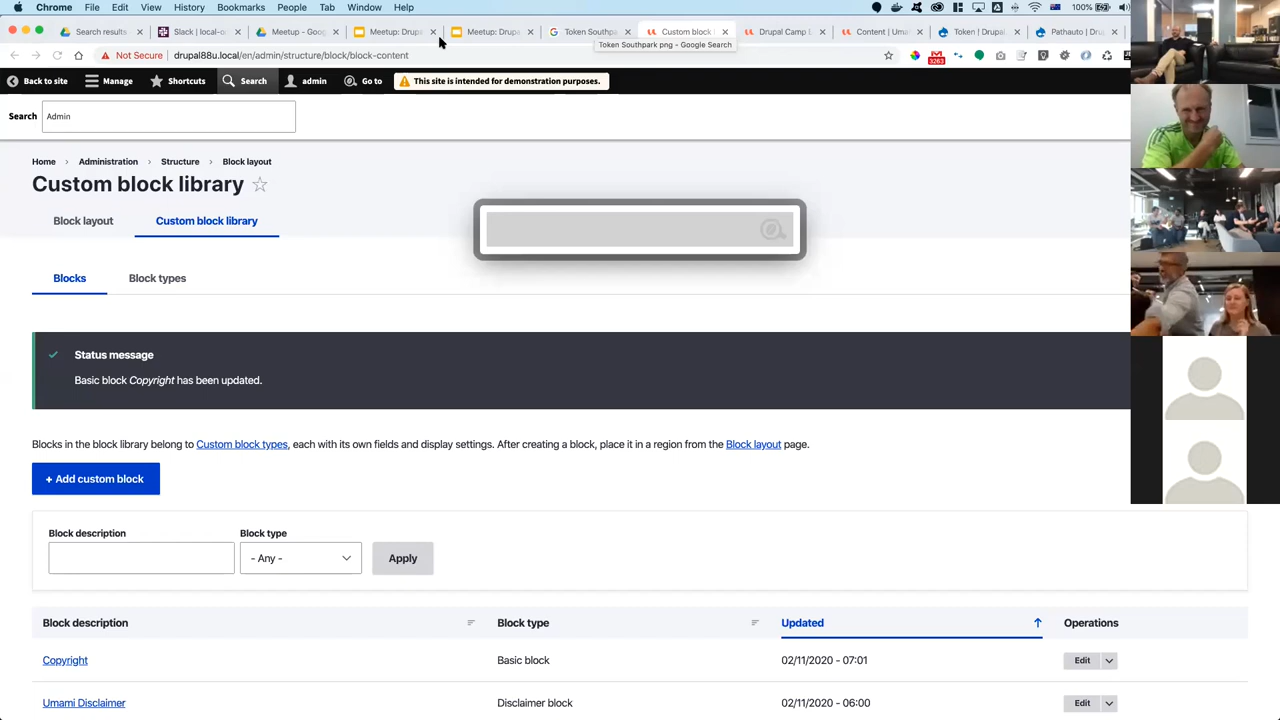 Chrome File Edit View History Bookmarks People Tab Window Help 100%
Search results Slack | local-d Meetup - Goog Meetup: Drupa Meetup: Drupal Token Southpa Custom block Drupal Camp D Content | Uma Token | Drupal. Pathauto | Dru
Token Southpark png - Google Search
Not Secure drupal88u.local/en/admin/structure/block/block-content 3263
Back to site Manage Shortcuts Search admin Go to This site is intended for demonstration purposes.
Search Admin
Home › Administration › Structure › Block layout
Custom block library
Block layout Custom block library
Blocks Block types
Status message
Basic block Copyright has been updated.
Blocks in the block library belong to Custom block types, each with its own fields and display settings. After creating a block, place it in a region from the Block layout page.
+ Add custom block
Block description Block type
- Any - Apply
Block description Block type Updated Operations
Copyright Basic block 02/11/2020 - 07:01 Edit
Umami Disclaimer Disclaimer block 02/11/2020 - 06:00 Edit